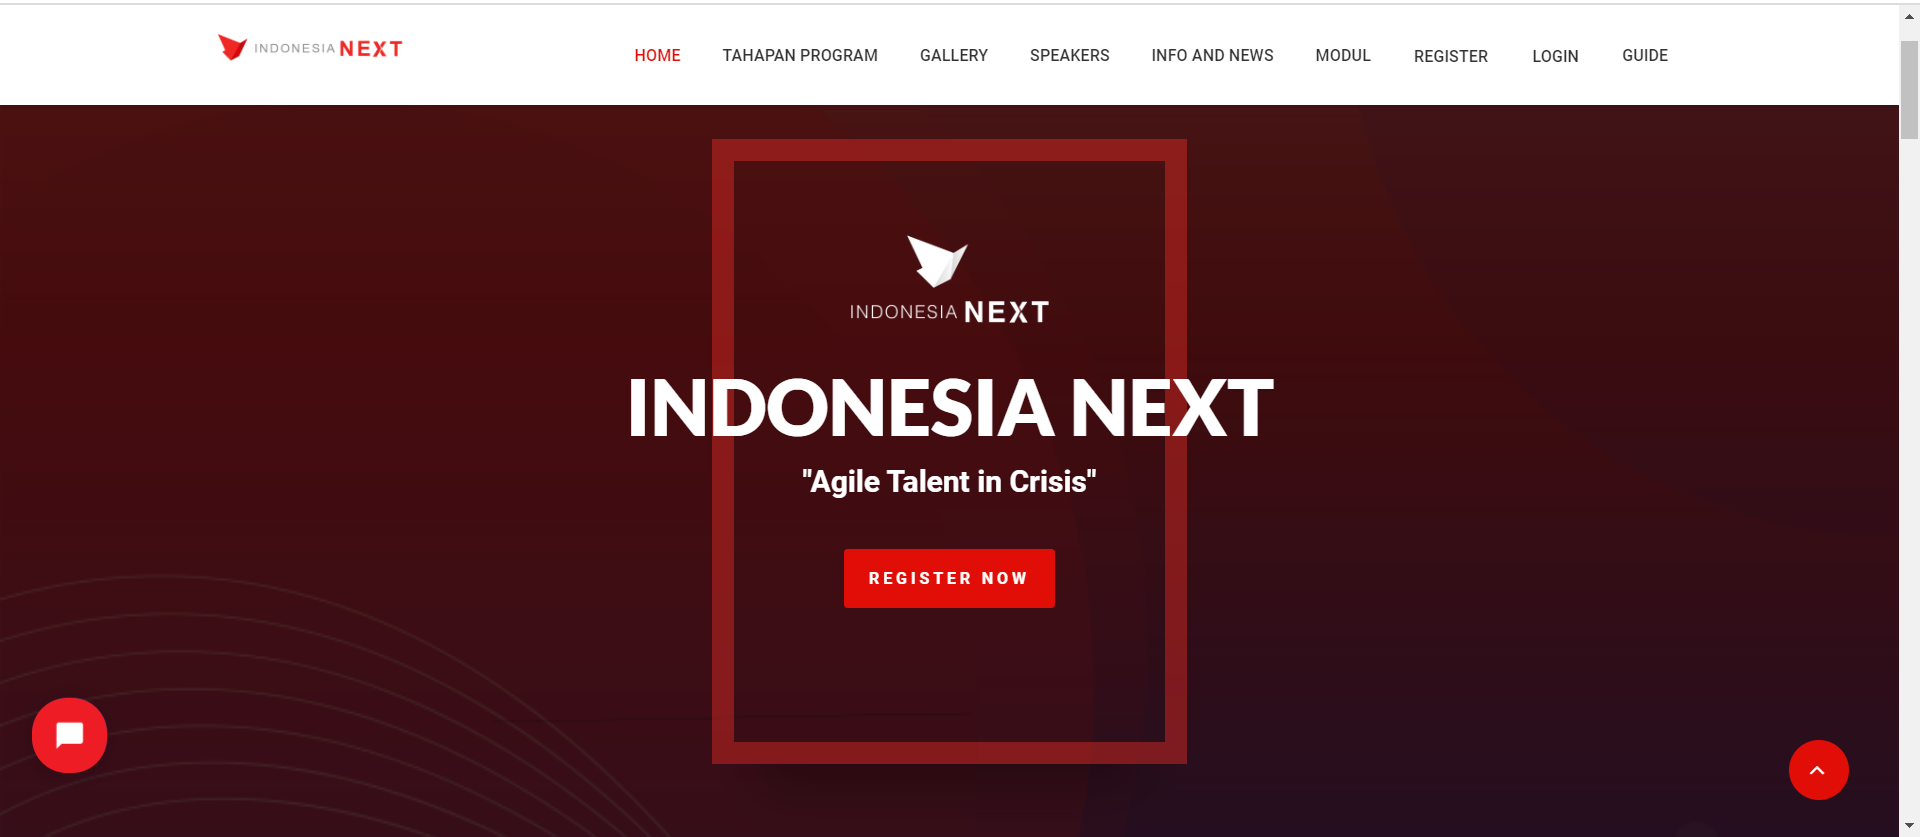 INDONESIA NEXT
HOME TAHAPAN PROGRAM GALLERY SPEAKERS INFO AND NEWS MODUL REGISTER LOGIN GUIDE
INDONESIA NEXT
INDONESIA NEXT
"Agile Talent in Crisis"
REGISTER NOW